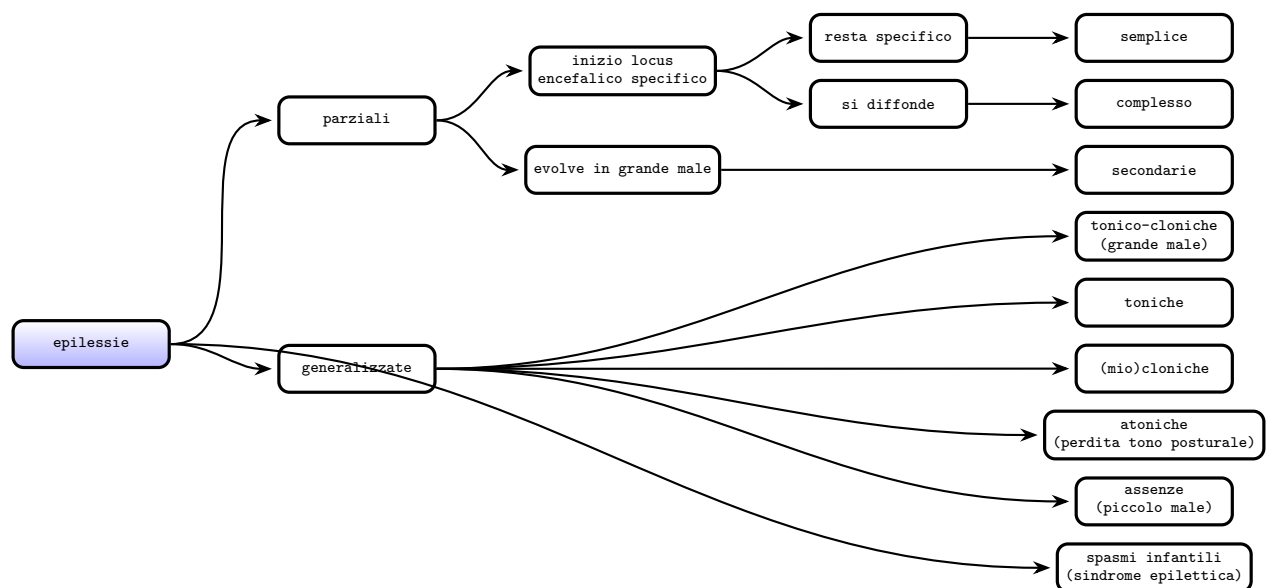 resta specifico
semplice
inizio locus
encefalico specifico
si diffonde
complesso
parziali
evolve in grande male
secondarie
tonico-cloniche
(grande male)
toniche
epilessie
generalizzate
(mio)cloniche
atoniche
(perdita tono posturale)
assenze
(piccolo male)
spasmi infantili
(sindrome epilettica)